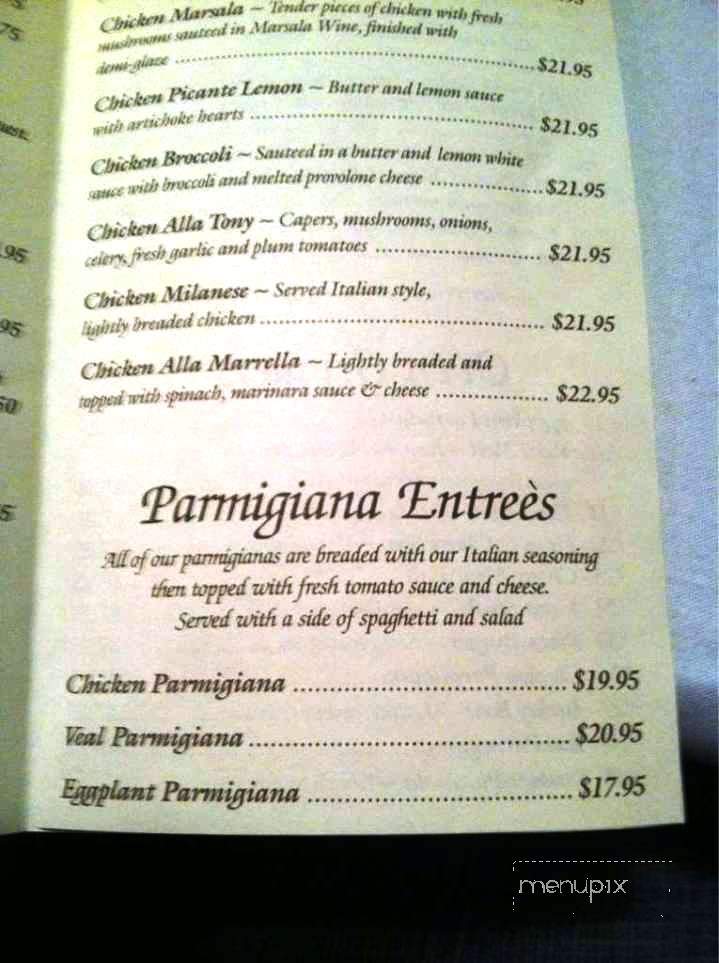 Chicken Marsala ~ Tender pieces of chicken with fresh
mushrooms sauteed in Marsala Wine, finished with
demi-glaze ........ $21.95
Chicken Picante Lemon ~ Butter and lemon sauce
with artichoke hearts ........ $21.95
Chicken Broccoli ~ Sauteed in a butter and lemon white
sauce with broccoli and melted provolone cheese ........ $21.95
Chicken Alla Tony ~ Capers, mushrooms, onions,
celery, fresh garlic and plum tomatoes ........ $21.95
Chicken Milanese ~ Served Italian style,
lightly breaded chicken ........ $21.95
Chicken Alla Marrella ~ Lightly breaded and
topped with spinach, marinara sauce & cheese ........ $22.95
Parmigiana Entreès
All of our parmigianas are breaded with our Italian seasoning
then topped with fresh tomato sauce and cheese.
Served with a side of spaghetti and salad
Chicken Parmigiana ........ $19.95
Veal Parmigiana ........ $20.95
Eggplant Parmigiana ........ $17.95
menupix